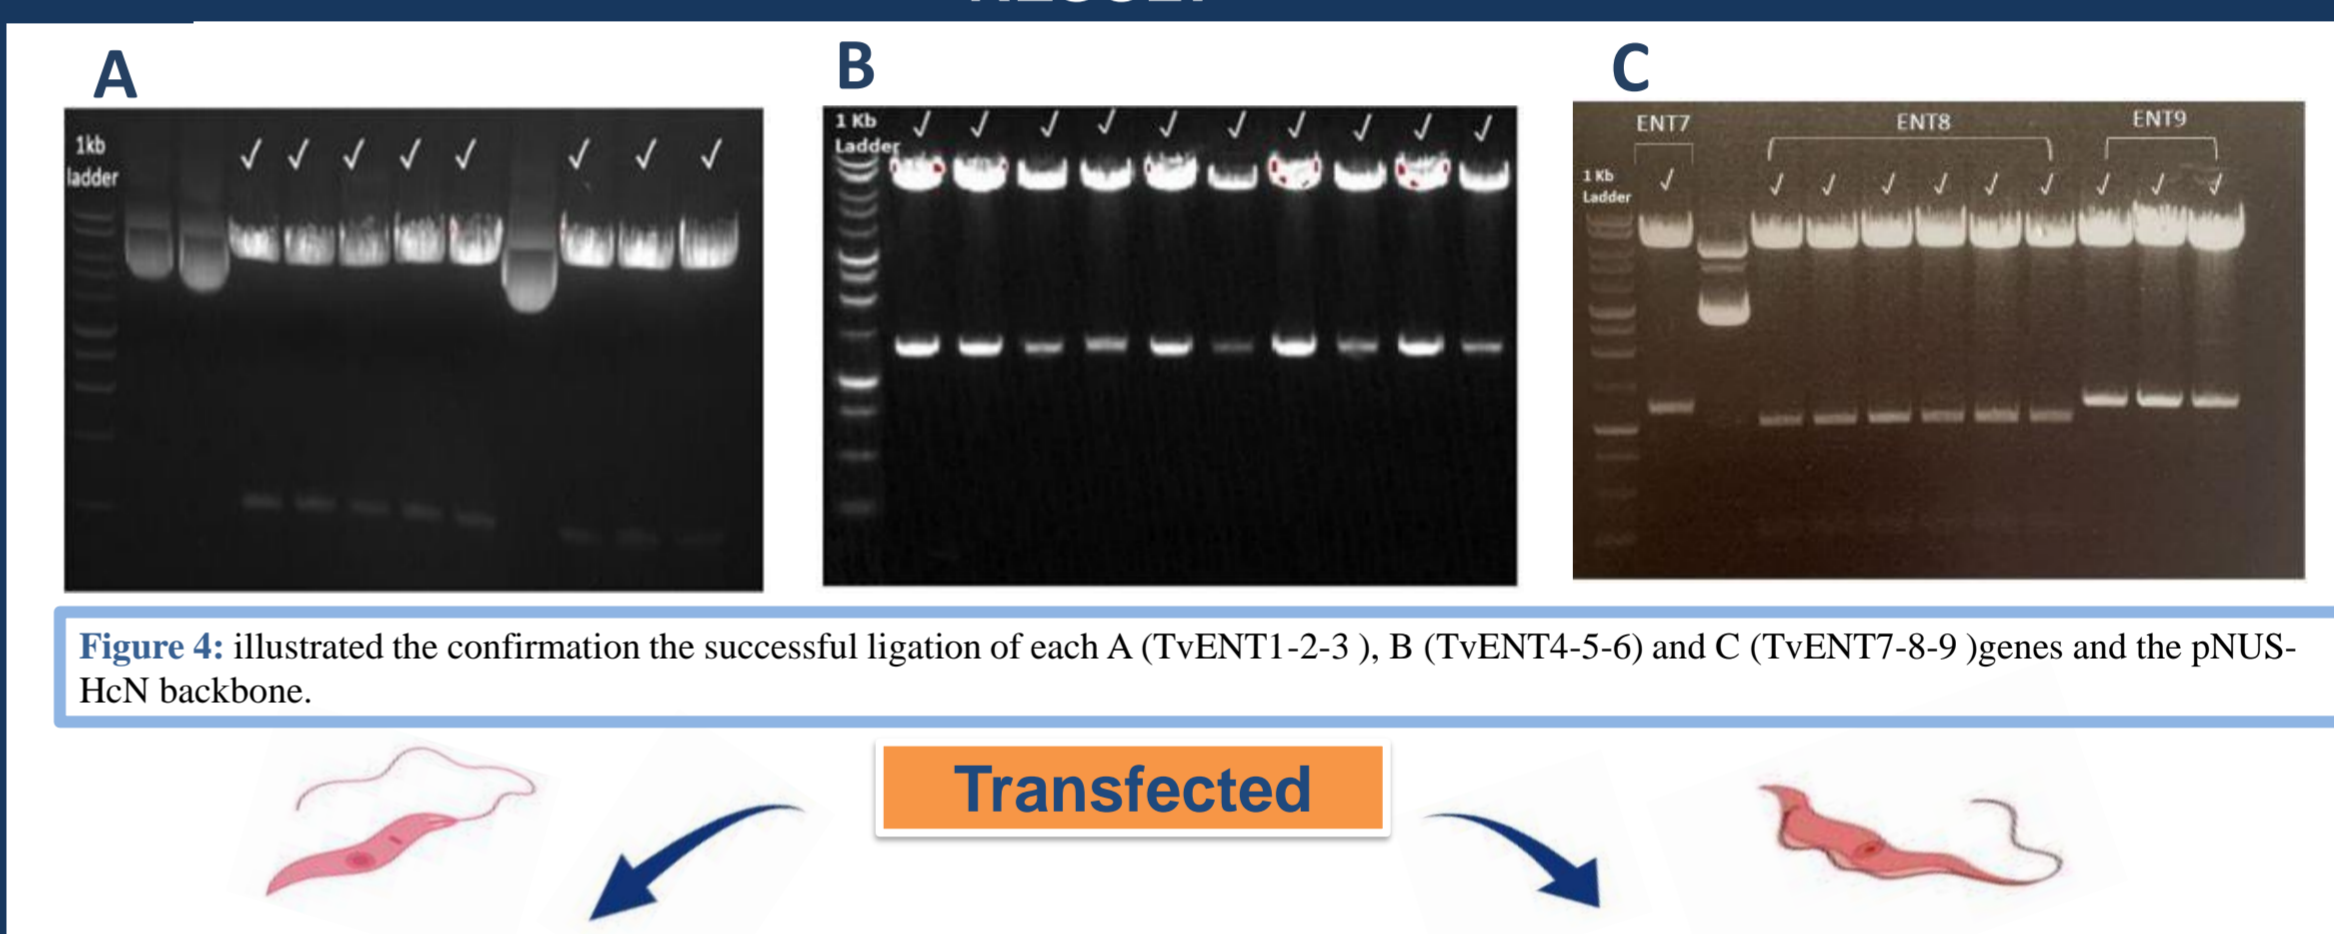 A
B
C
1kb
ladder
✓ ✓ ✓ ✓ ✓ ✓ ✓ ✓
1 Kb
Ladder
✓ ✓ ✓ ✓ ✓ ✓ ✓ ✓ ✓ ✓
ENT7
ENT8
ENT9
1 Kb
Ladder
✓ ✓ ✓ ✓ ✓ ✓ ✓ ✓ ✓ ✓
Figure 4: illustrated the confirmation the successful ligation of each A (TvENT1-2-3 ), B (TvENT4-5-6) and C (TvENT7-8-9 )genes and the pNUS-
HcN backbone.
Transfected